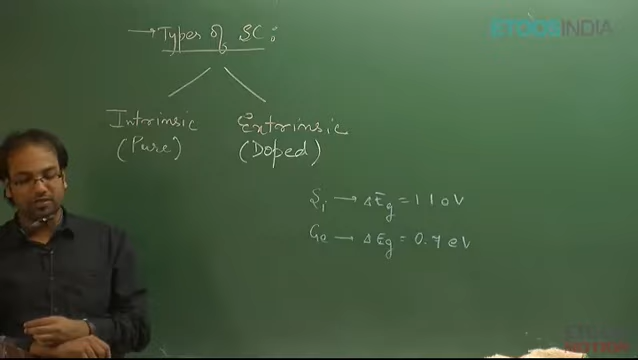 → Types of SC :
Intrinsic
(Pure)
Extrinsic
(Doped)
Si → ΔEg = 1.1 eV
Ge → ΔEg = 0.7 eV
ETOOSINDIA